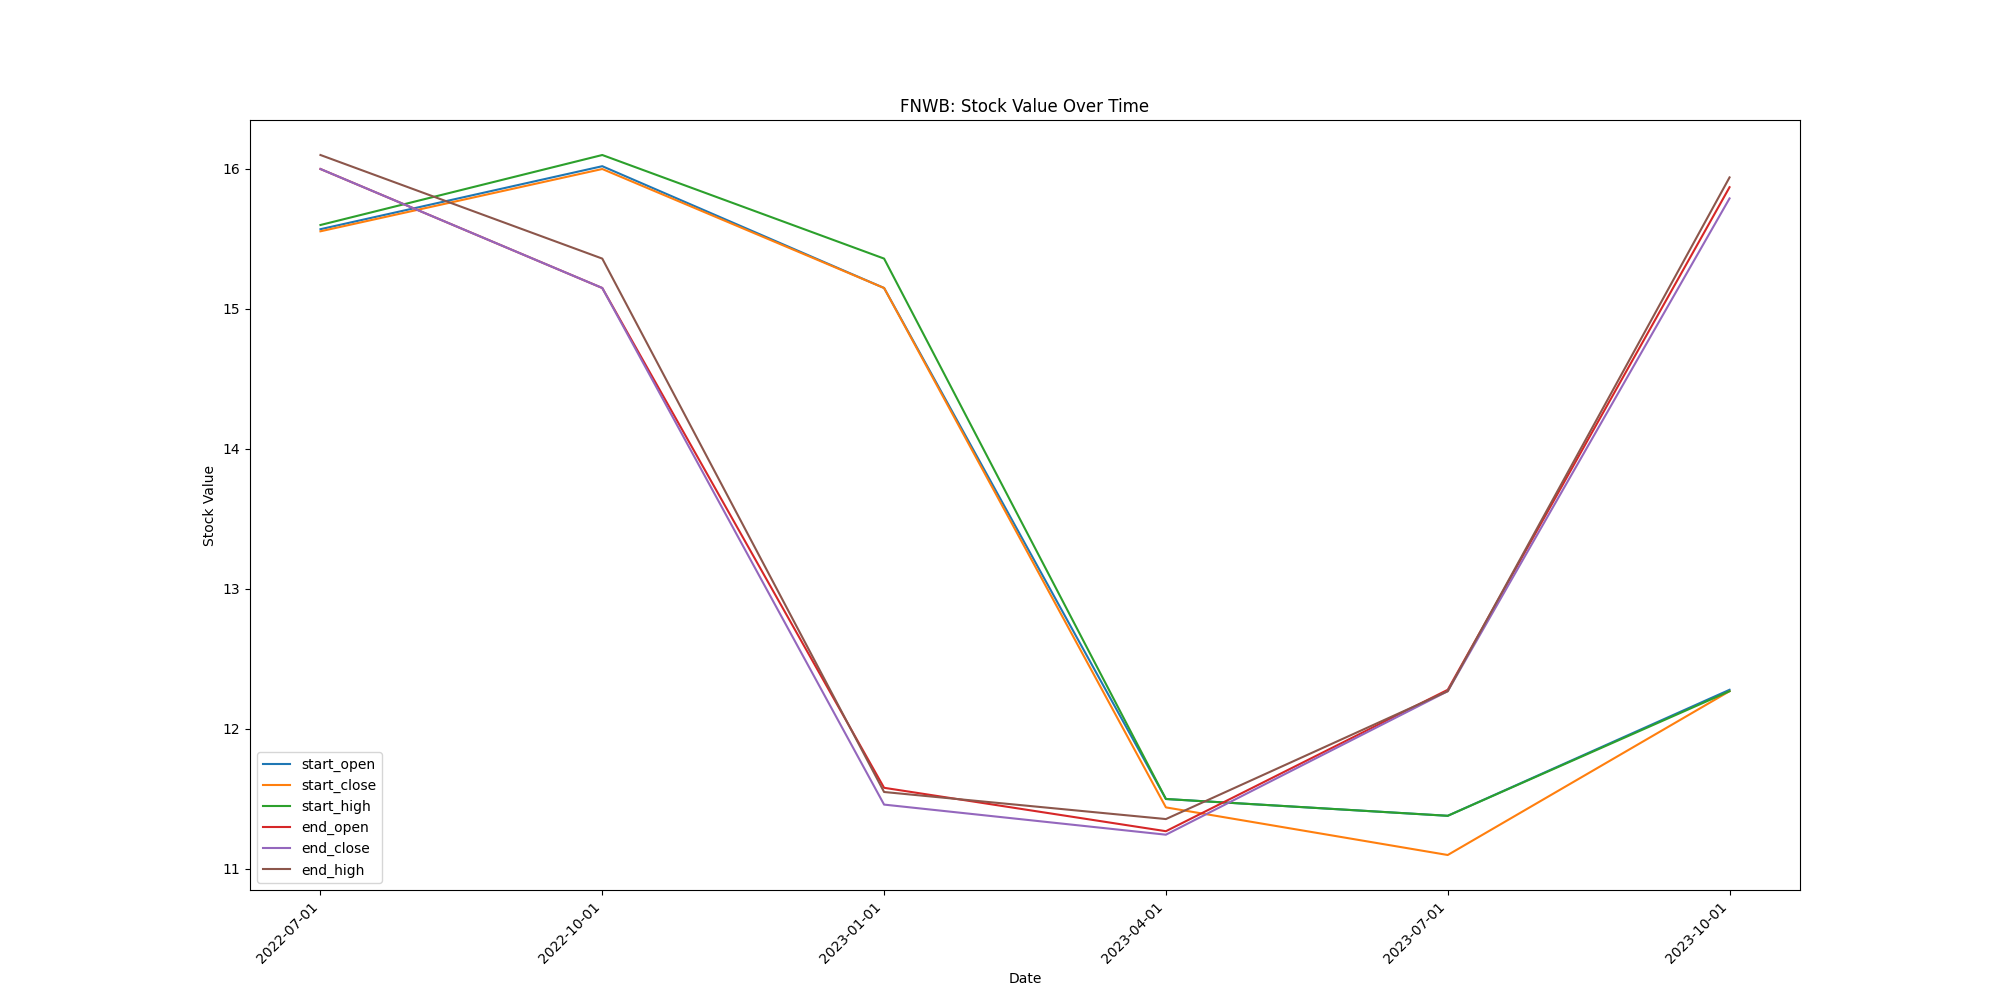 FNWB: Stock Value Over Time
16
15
14
13
12
11
Stock Value
start_open
start_close
start_high
end_open
end_close
end_high
2022-07-01
2022-10-01
2023-01-01
2023-04-01
2023-07-01
2023-10-01
Date